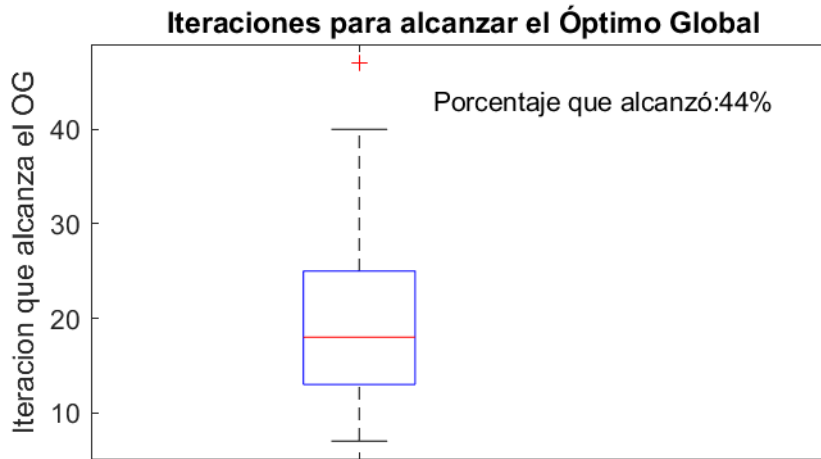 Iteraciones para alcanzar el Óptimo Global
Porcentaje que alcanzó:44%
Iteracion que alcanza el OG
40
30
20
10